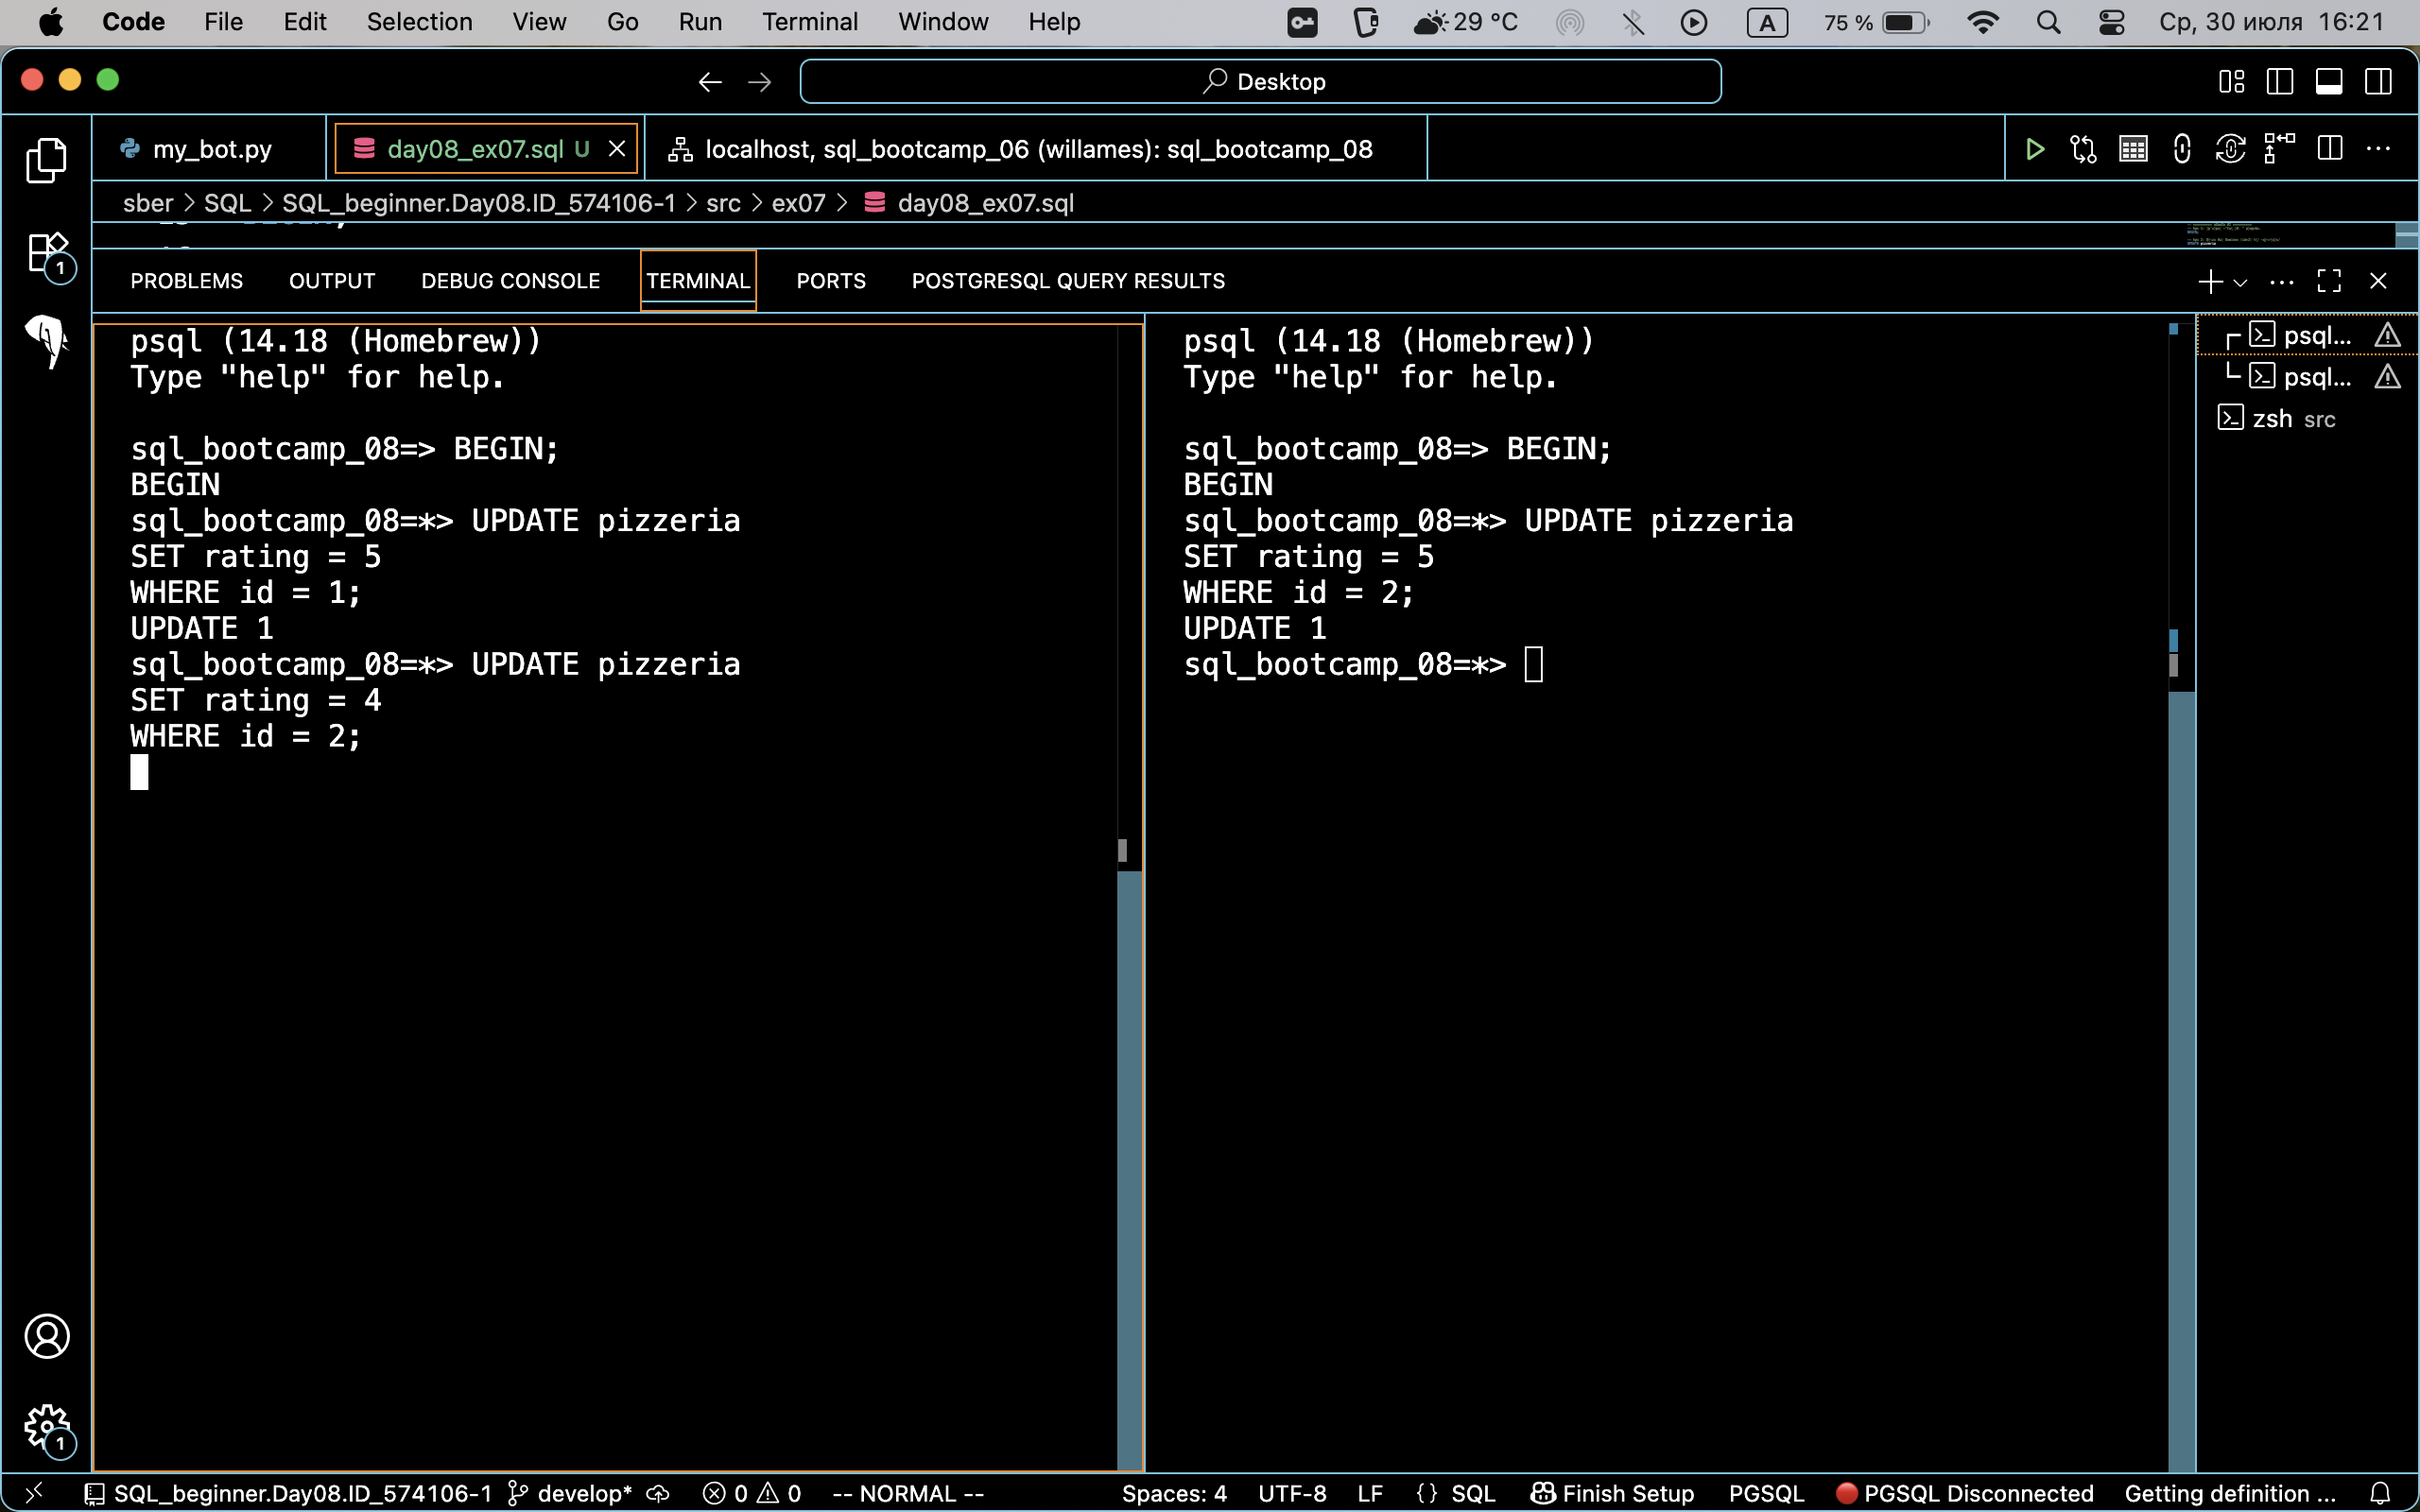 Code File Edit Selection View Go Run Terminal Window Help 29 °C A 75 % Ср, 30 июля 16:21
Desktop
my_bot.py day08_ex07.sql U localhost, sql_bootcamp_06 (willames): sql_bootcamp_08
sber > SQL > SQL_beginner.Day08.ID_574106-1 > src > ex07 > day08_ex07.sql
1
PROBLEMS OUTPUT DEBUG CONSOLE TERMINAL PORTS POSTGRESQL QUERY RESULTS
psql (14.18 (Homebrew))
Type "help" for help.
sql_bootcamp_08=> BEGIN;
BEGIN
sql_bootcamp_08=*> UPDATE pizzeria
SET rating = 5
WHERE id = 1;
UPDATE 1
sql_bootcamp_08=*> UPDATE pizzeria
SET rating = 4
WHERE id = 2;
psql (14.18 (Homebrew))
Type "help" for help.
sql_bootcamp_08=> BEGIN;
BEGIN
sql_bootcamp_08=*> UPDATE pizzeria
SET rating = 5
WHERE id = 2;
UPDATE 1
sql_bootcamp_08=*>
psql...
psql...
zsh src
1
SQL_beginner.Day08.ID_574106-1 develop* 0 0 -- NORMAL -- Spaces: 4 UTF-8 LF {} SQL Finish Setup PGSQL PGSQL Disconnected Getting definition ...